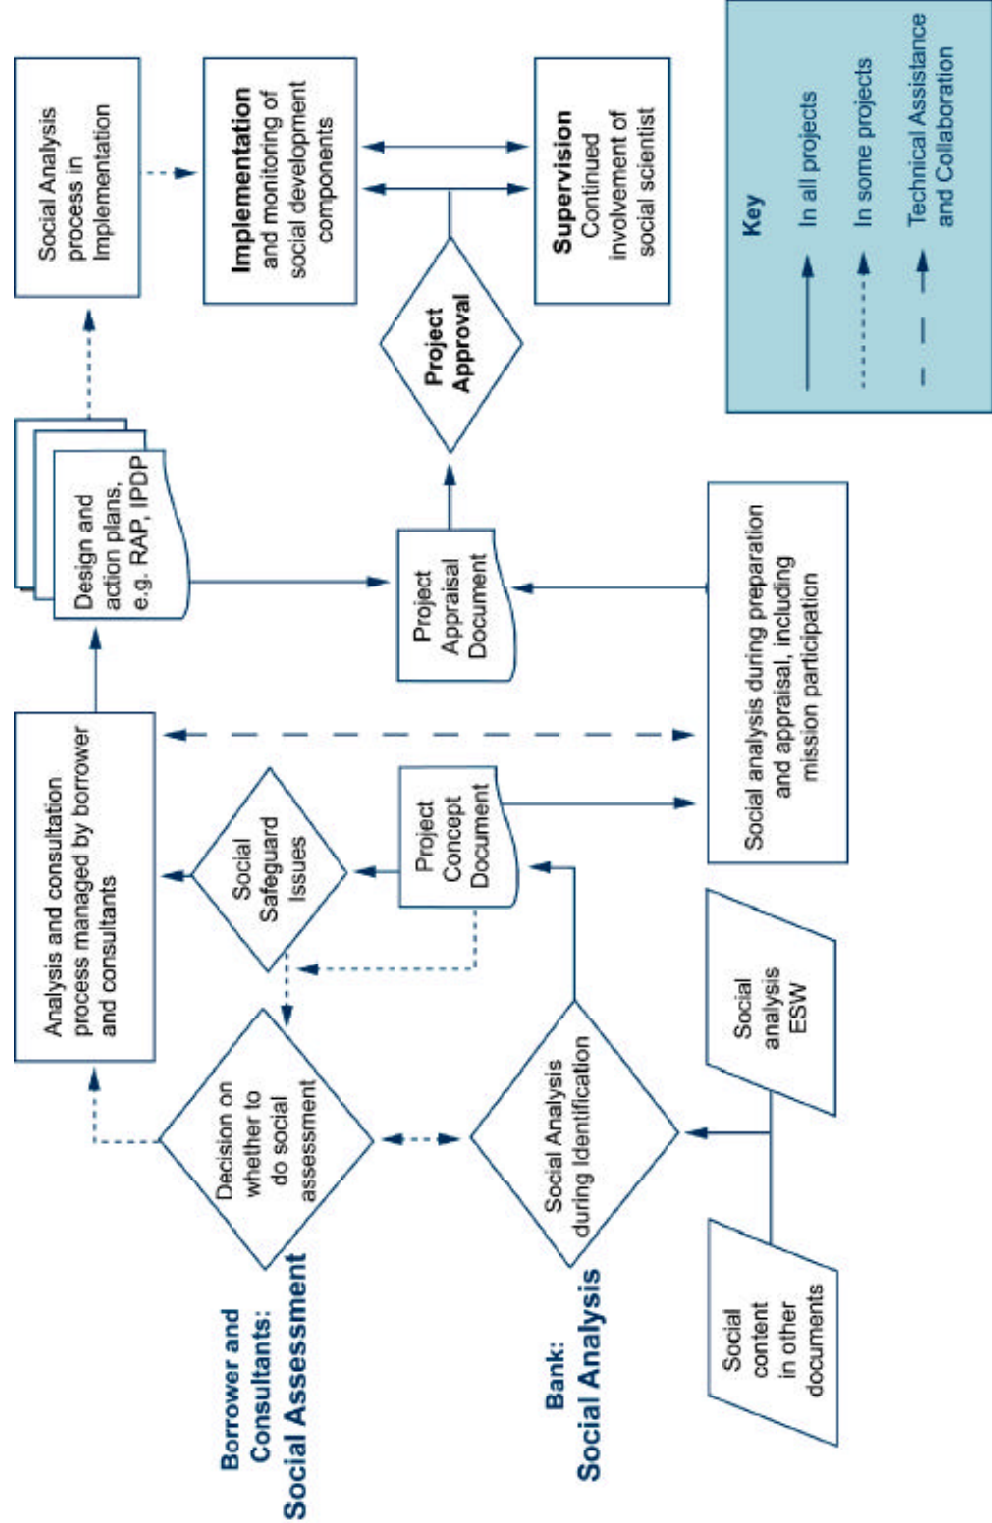 Analysis and consultation
process managed by borrower
and consultants
Design and
action plans,
e.g. RAP, IPDP
Social Analysis
process in
Implementation
Borrower and
Consultants:
Social Assessment
Decision on
whether to
do social
assessment
Social
Safeguard
Issues
Implementation
and monitoring of
social development
components
Project
Concept
Document
Project
Appraisal
Document
Project
Approval
Bank:
Social Analysis
Social Analysis
during Identification
Supervision
Continued
involvement of
social scientist
Social
content
in other
documents
Social
analysis
ESW
Social analysis during preparation
and appraisal, including
mission participation
Key
In all projects
In some projects
Technical Assistance
and Collaboration